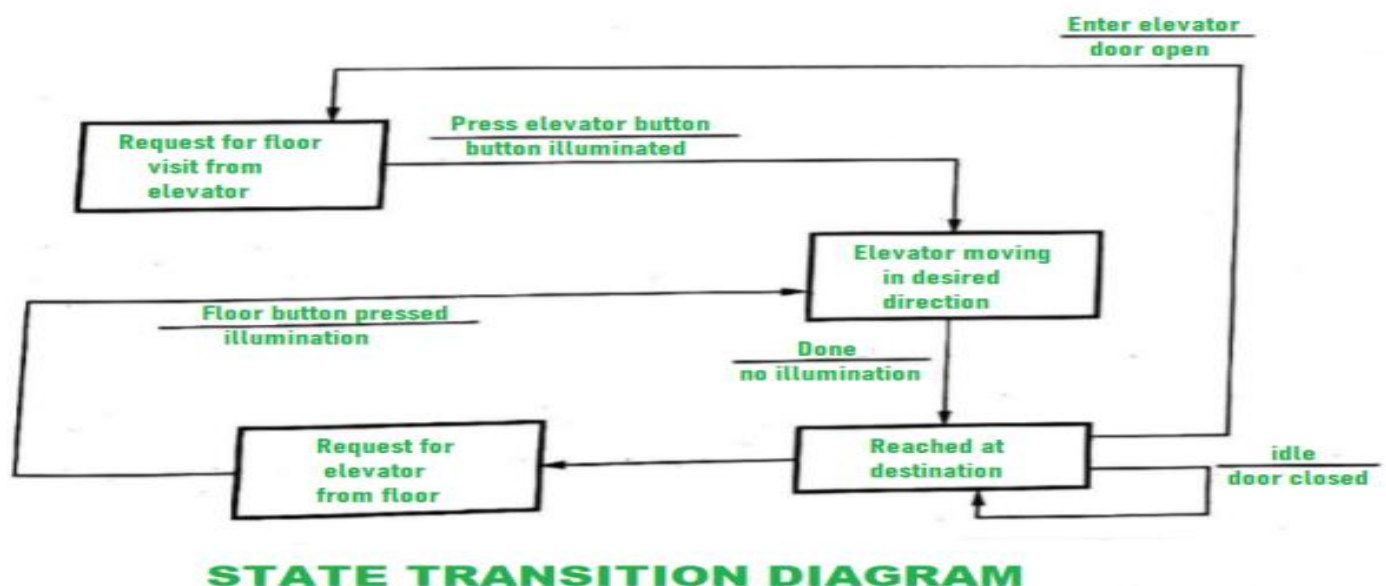 Enter elevator
door open
Request for floor
visit from
elevator
Press elevator button
button illuminated
Elevator moving
in desired
direction
Floor button pressed
illumination
Done
no illumination
Request for
elevator
from floor
Reached at
destination
idle
door closed
STATE TRANSITION DIAGRAM